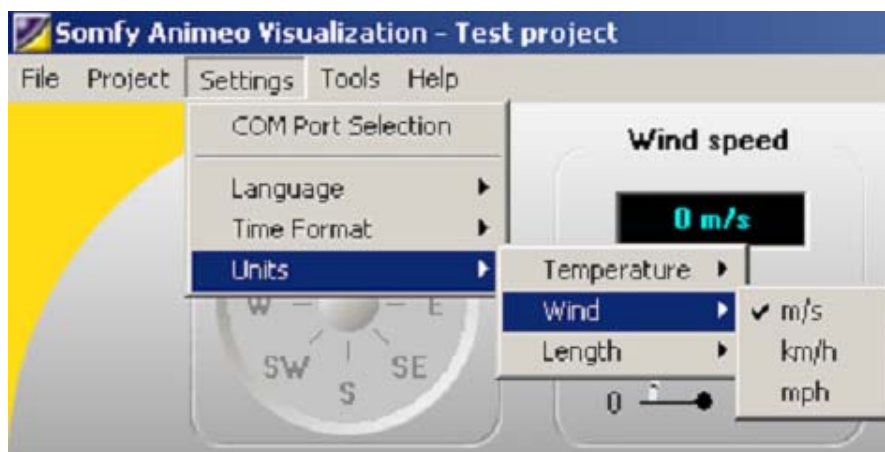 Somfy Animeo Visualization - Test project
File Project Settings Tools Help
COM Port Selection
Language
Time Format
Units
Wind speed
0 m/s
Temperature
Wind
Length
m/s
km/h
mph
W E
SW SE
S
0